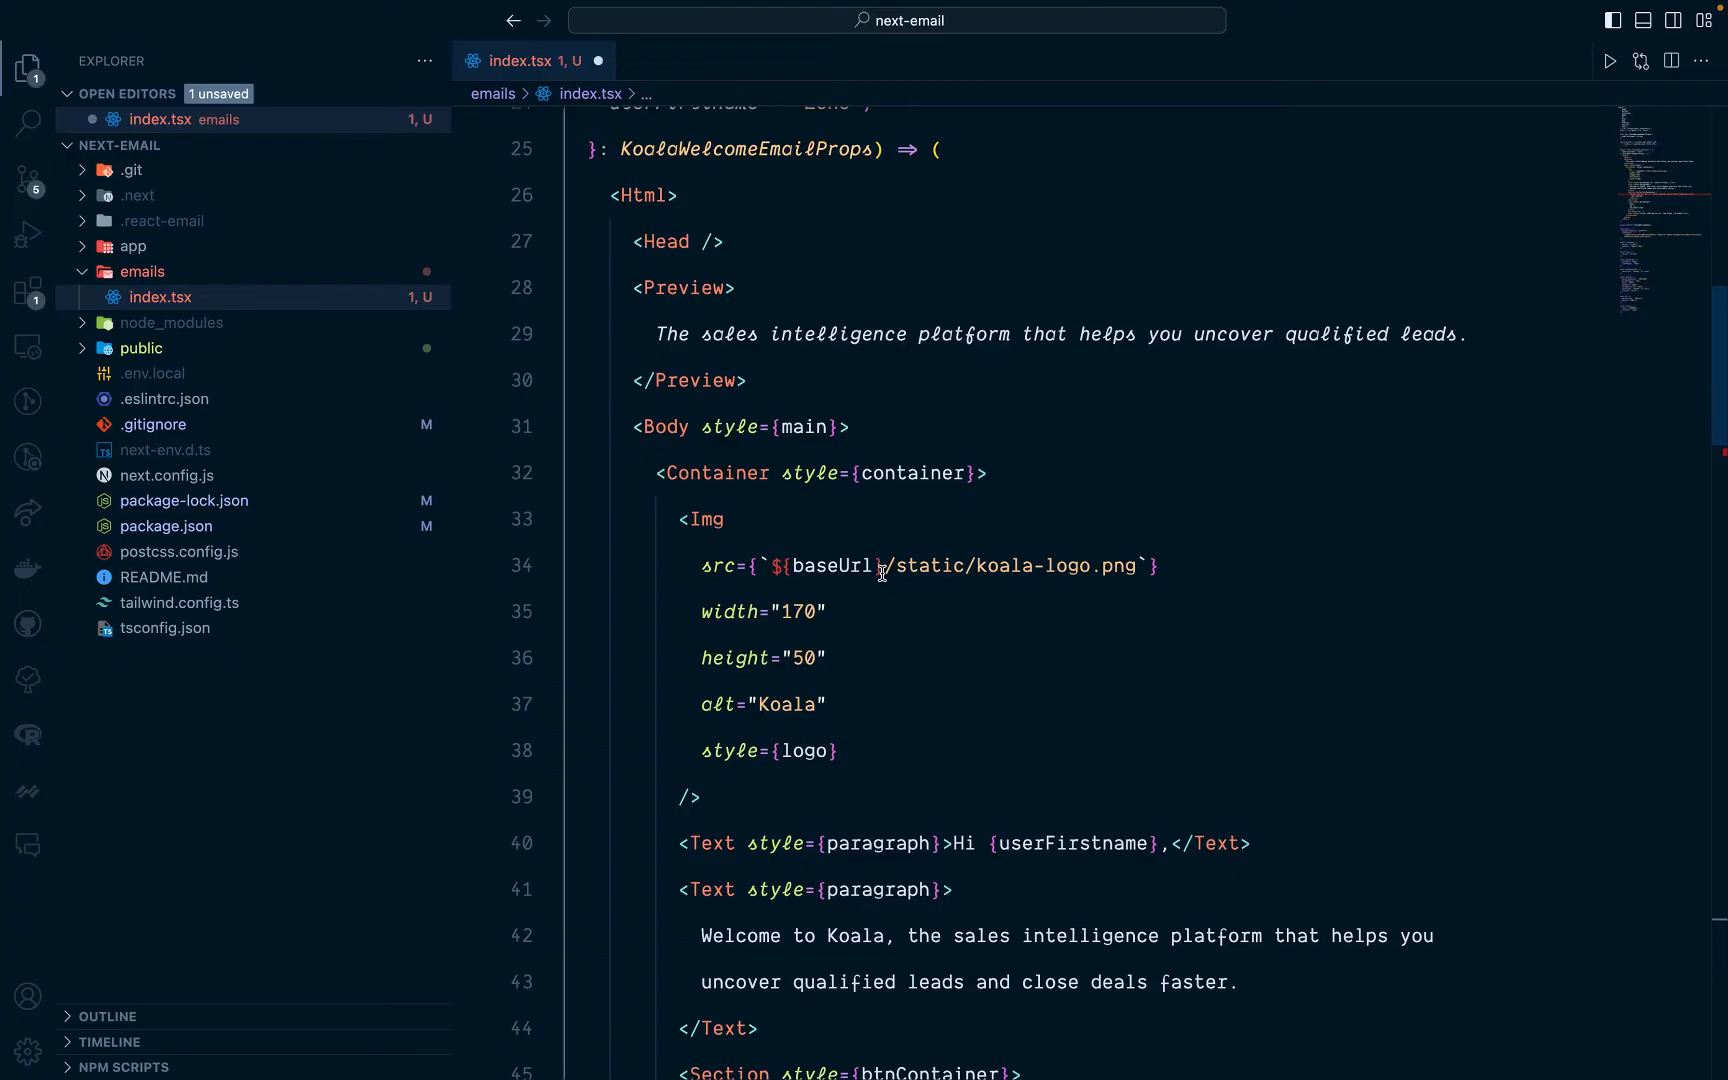 next-email
EXPLORER
index.tsx 1, U
OPEN EDITORS 1 unsaved
emails > index.tsx > ...
index.tsx emails 1, U
NEXT-EMAIL
.git
.next
.react-email
app
emails
index.tsx 1, U
node_modules
public
.env.local
.eslintrc.json
.gitignore M
next-env.d.ts
next.config.js
package-lock.json M
package.json M
postcss.config.js
README.md
tailwind.config.ts
tsconfig.json
OUTLINE
TIMELINE
NPM SCRIPTS
1
5
1
25 }: KoalaWelcomeEmailProps) => (
26 <Html>
27 <Head />
28 <Preview>
29 The sales intelligence platform that helps you uncover qualified leads.
30 </Preview>
31 <Body style={main}>
32 <Container style={container}>
33 <Img
34 src={`${baseUrl}/static/koala-logo.png`}
35 width="170"
36 height="50"
37 alt="Koala"
38 style={logo}
39 />
40 <Text style={paragraph}>Hi {userFirstname},</Text>
41 <Text style={paragraph}>
42 Welcome to Koala, the sales intelligence platform that helps you
43 uncover qualified leads and close deals faster.
44 </Text>
45 <Section style={btnContainer}>